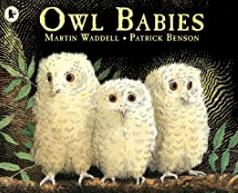 OWL BABIES
MARTIN WADDELL • PATRICK BENSON